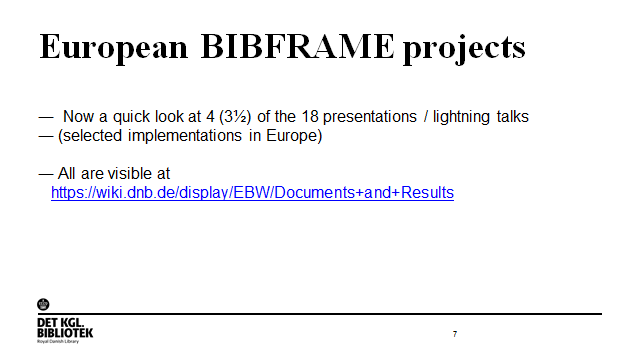 European BIBFRAME projects
— Now a quick look at 4 (3½) of the 18 presentations / lightning talks
— (selected implementations in Europe)
— All are visible at
https://wiki.dnb.de/display/EBW/Documents+and+Results
DET KGL.
BIBLIOTEK
Royal Danish Library
7